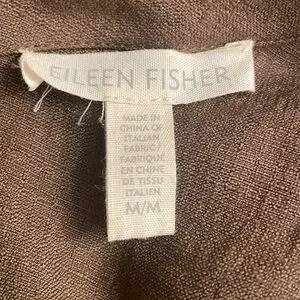 EILEEN FISHER
MADE IN
CHINA OF
ITALIAN
FABRIC/
FABRIQUÉ
EN CHINE
DE TISSU
ITALIEN
M/M